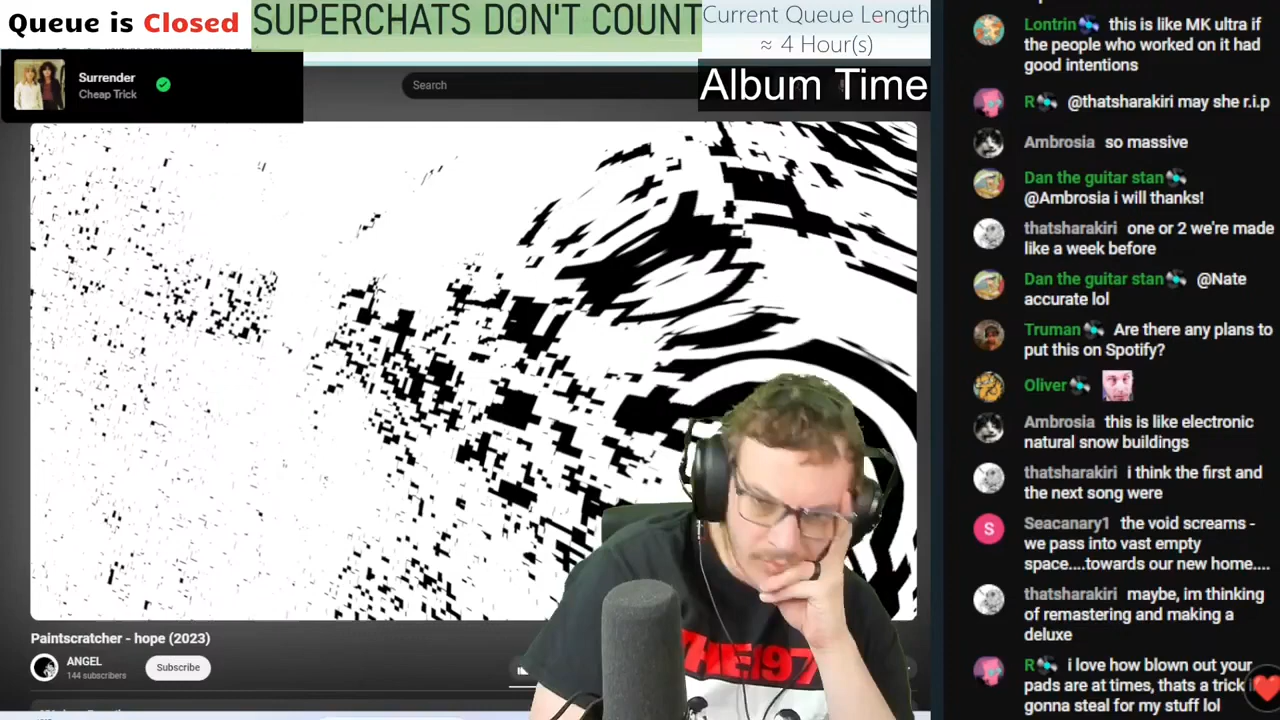 Queue is Closed
SUPERCHATS DON'T COUNT
Current Queue Length
≈ 4 Hour(s)
Album Time
Surrender
Cheap Trick
Search
Paintscratcher - hope (2023)
ANGEL
144 subscribers
Subscribe
THE 197
Lontrin this is like MK ultra if
the people who worked on it had
good intentions
R @thatsharakiri may she r.i.p
Ambrosia so massive
Dan the guitar stan
@Ambrosia i will thanks!
thatsharakiri one or 2 we're made
like a week before
Dan the guitar stan @Nate
accurate lol
Truman Are there any plans to
put this on Spotify?
Oliver
Ambrosia this is like electronic
natural snow buildings
thatsharakiri i think the first and
the next song were
S
Seacanary1 the void screams -
we pass into vast empty
space....towards our new home....
thatsharakiri maybe, im thinking
of remastering and making a
deluxe
R i love how blown out your
pads are at times, thats a trick
gonna steal for my stuff lol